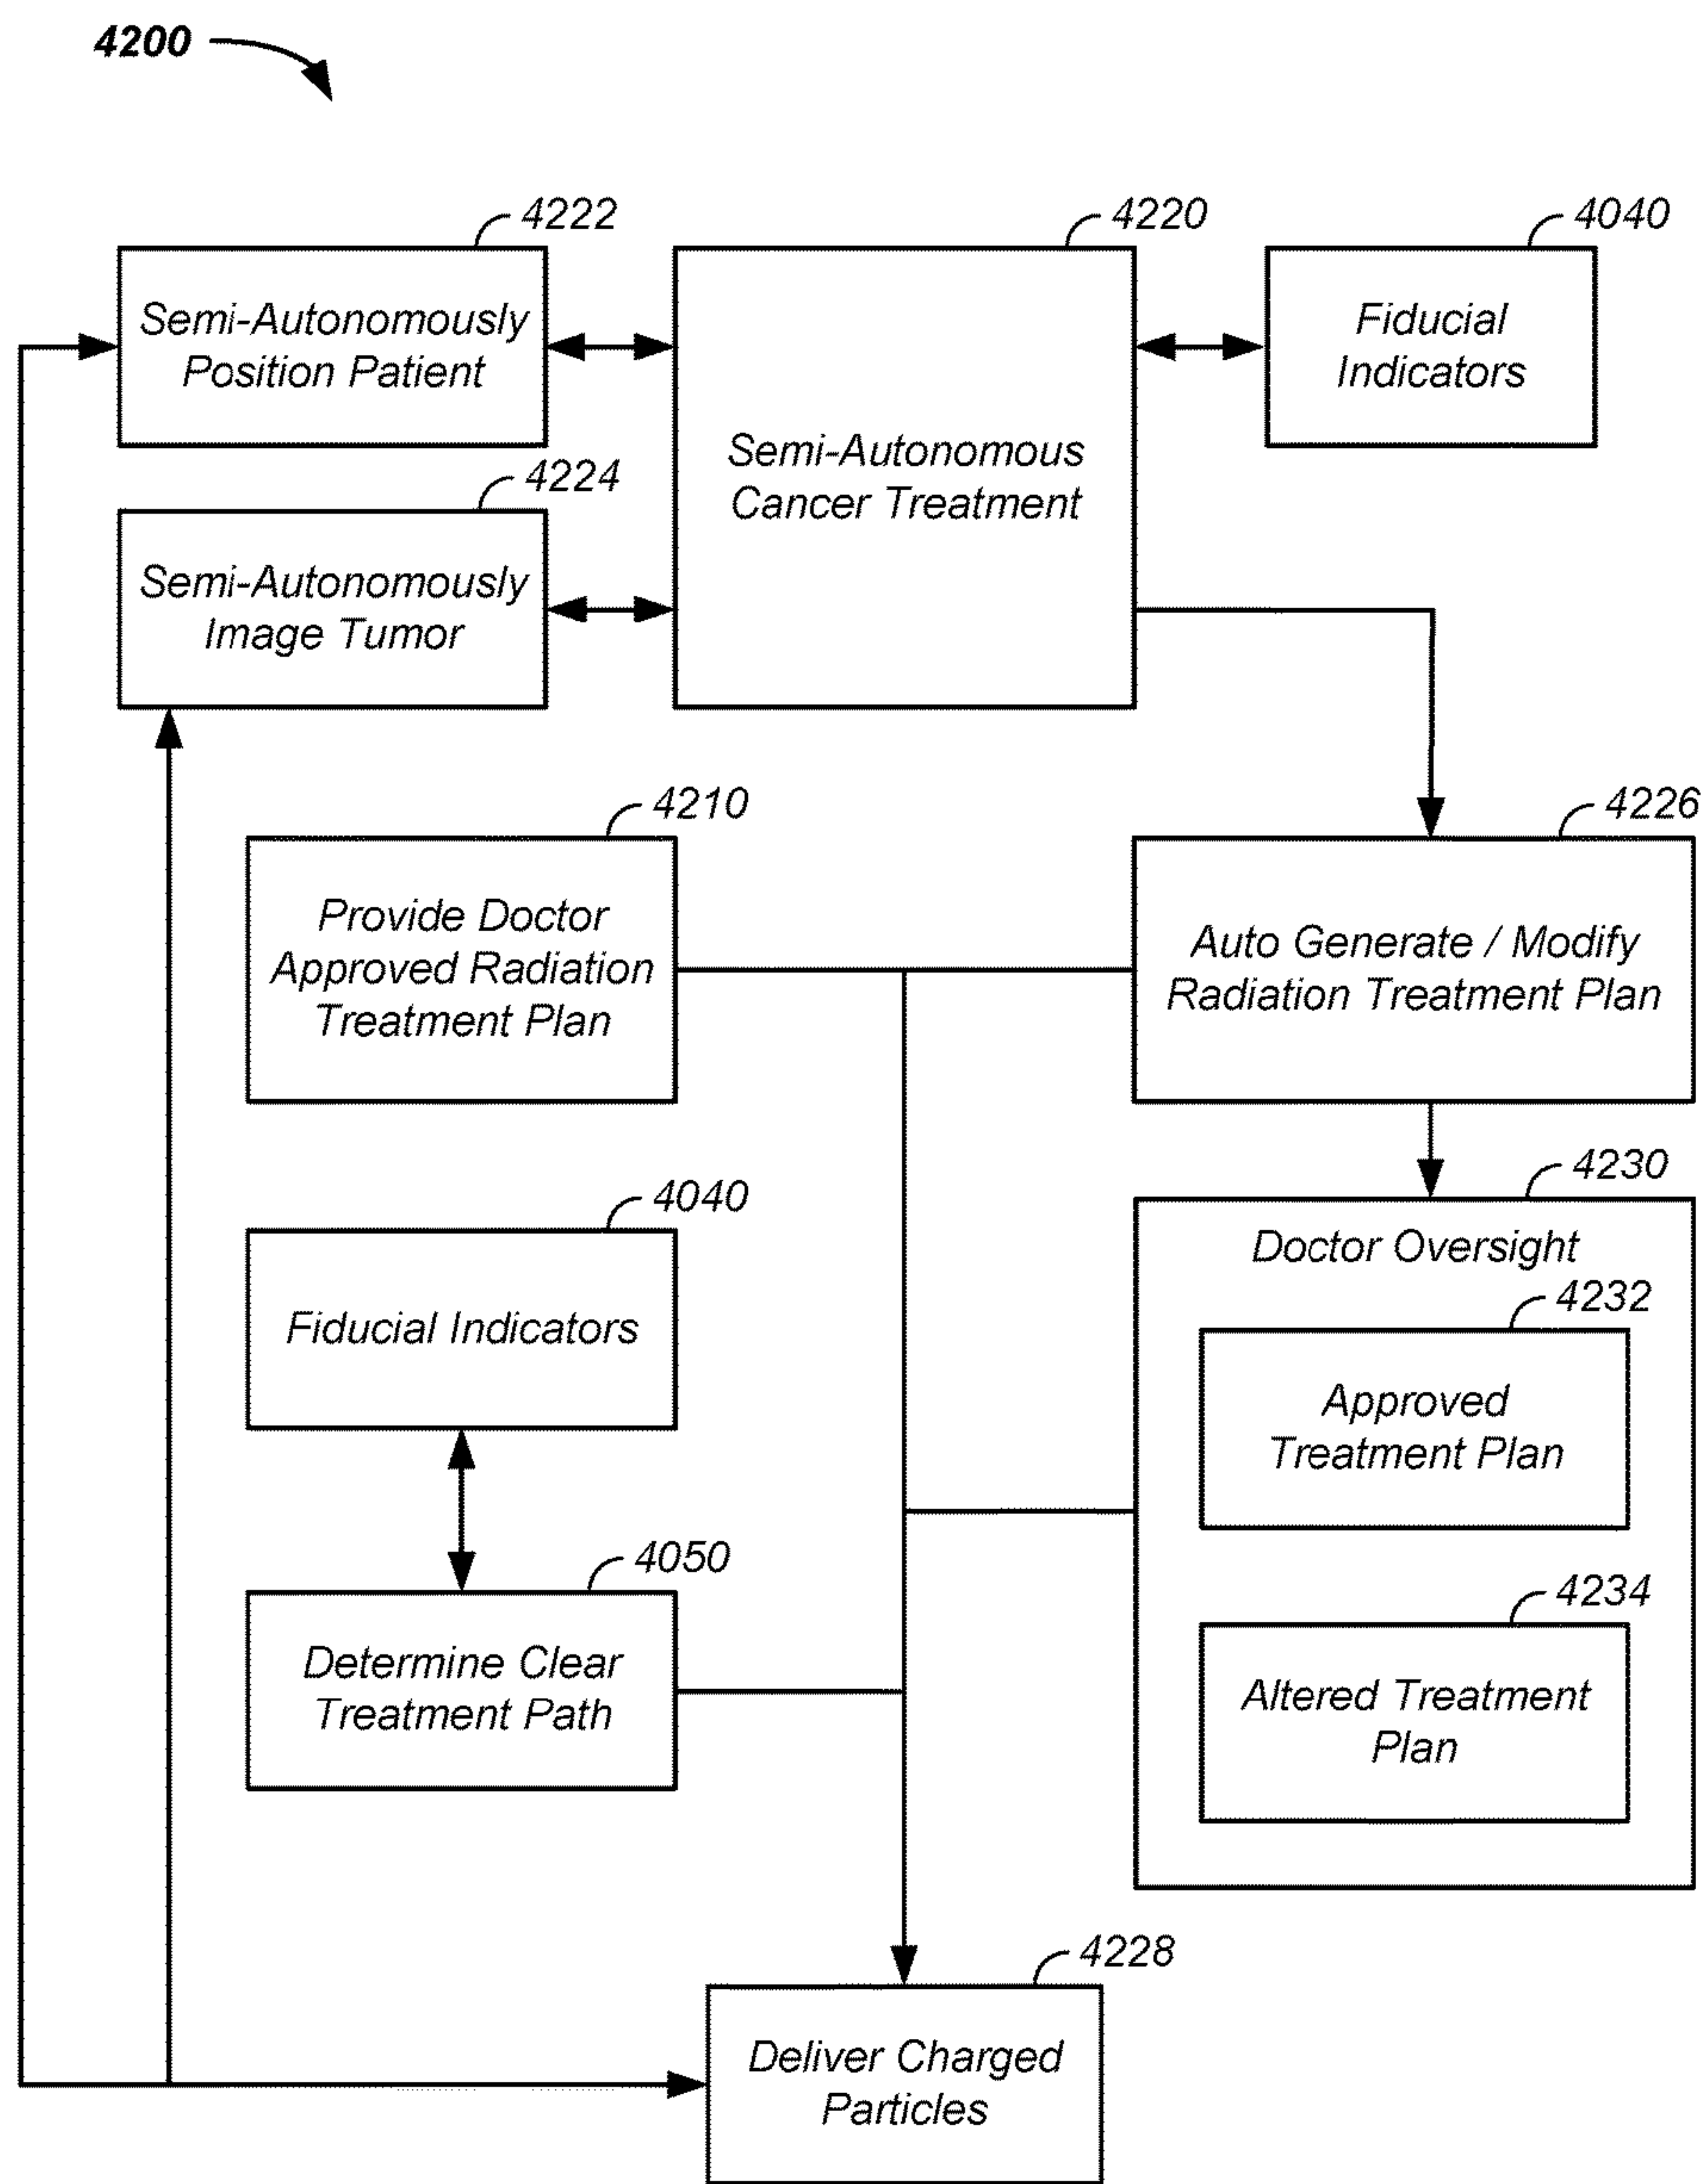 4200
4222
4220
4040
Semi-Autonomously
Position Patient
Semi-Autonomous
Cancer Treatment
Fiducial
Indicators
4224
Semi-Autonomously
Image Tumor
4210
4226
Provide Doctor
Approved Radiation
Treatment Plan
Auto Generate / Modify
Radiation Treatment Plan
4040
4230
Fiducial Indicators
Doctor Oversight
4232
Approved
Treatment Plan
4050
4234
Determine Clear
Treatment Path
Altered Treatment
Plan
4228
Deliver Charged
Particles